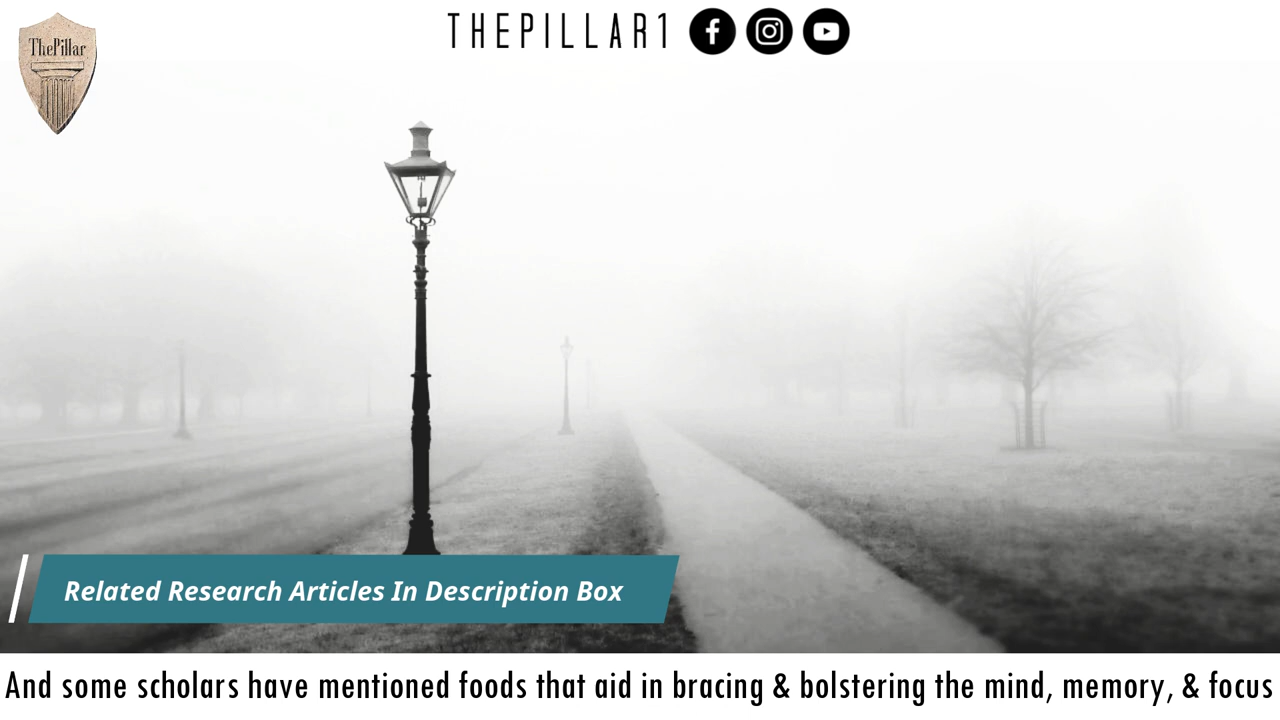 THEPILLAR1
ThePillar
Related Research Articles In Description Box
And some scholars have mentioned foods that aid in bracing & bolstering the mind, memory, & focus